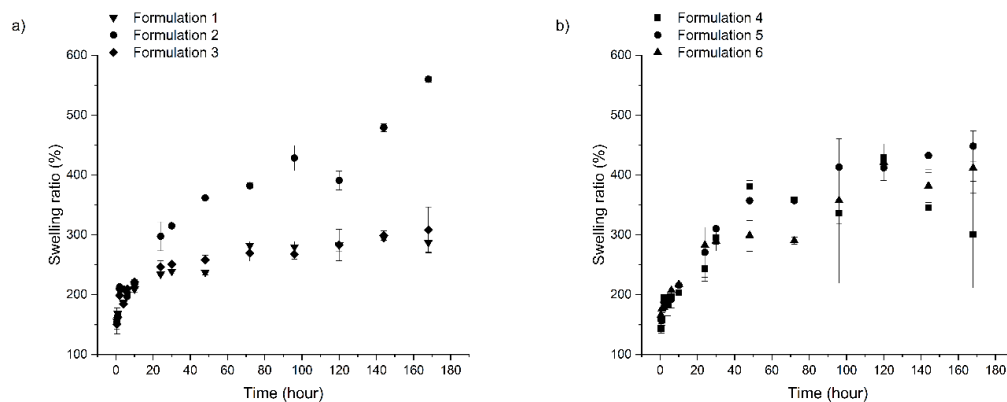 a)
Formulation 1
Formulation 2
Formulation 3
600
500
400
300
200
100
Swelling ratio (%)
0 20 40 60 80 100 120 140 160 180
Time (hour)
b)
Formulation 4
Formulation 5
Formulation 6
600
500
400
300
200
100
Swelling ratio (%)
0 20 40 60 80 100 120 140 160 180
Time (hour)